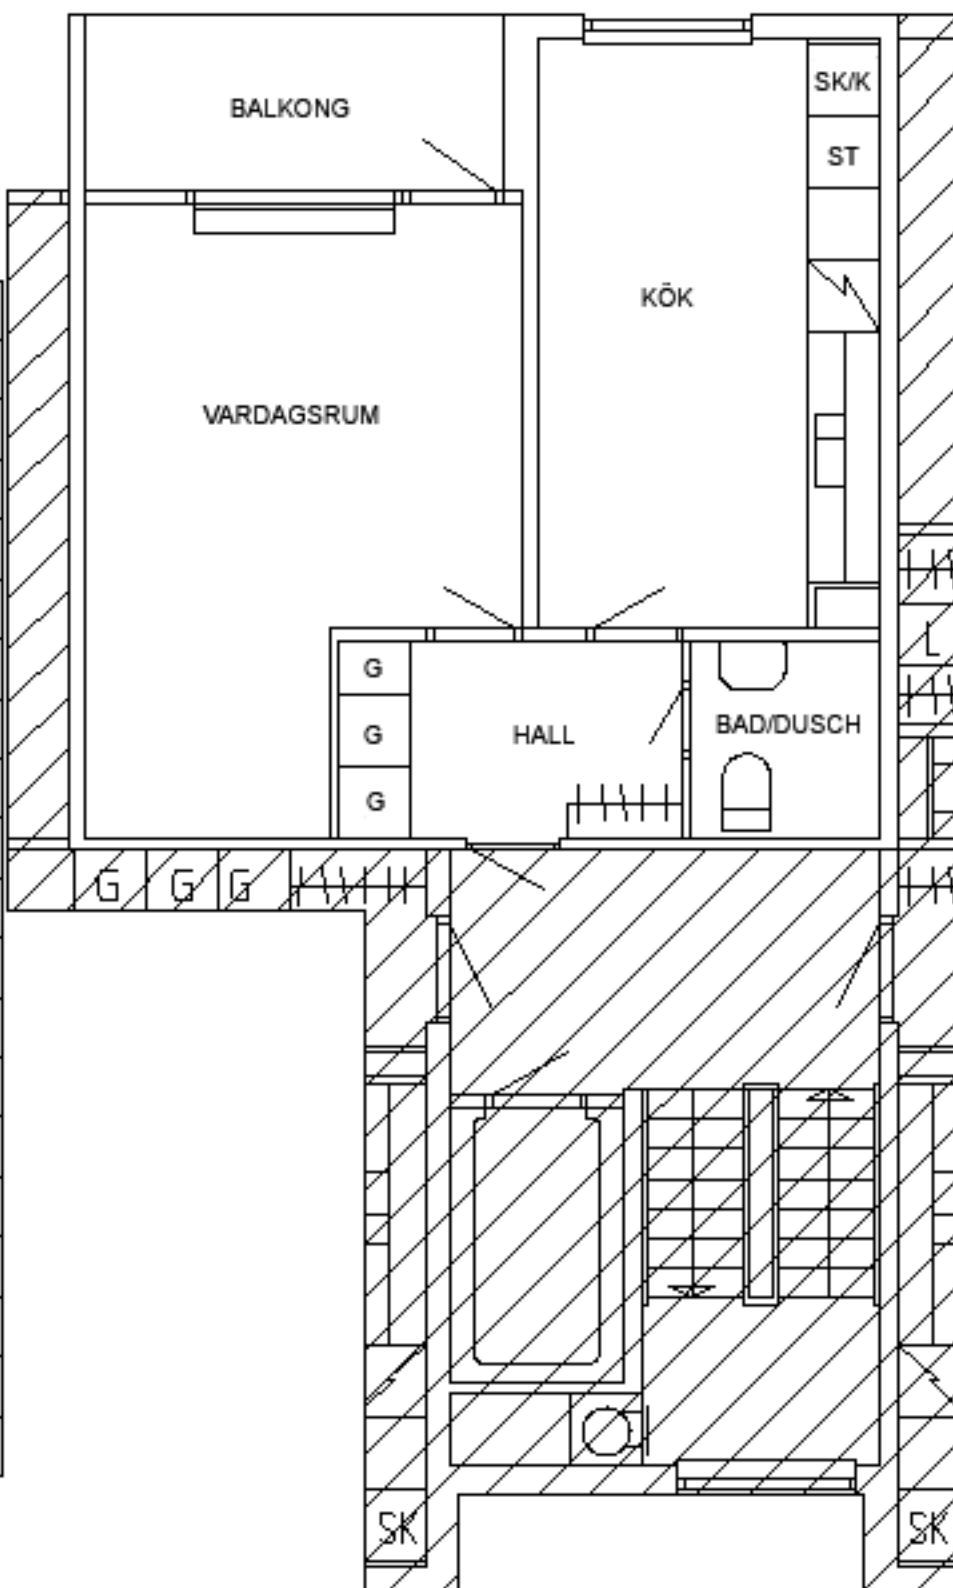 SK/K
BALKONG
ST
KÖK
VARDAGSRUM
L
G
HALL
BAD/DUSCH
G
G
G G G
SK
SK